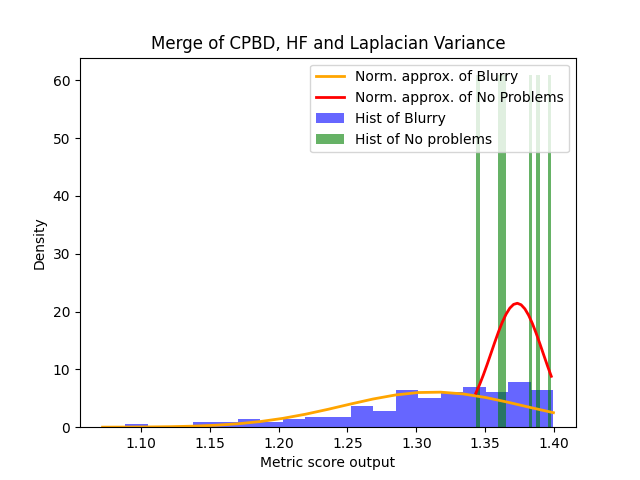 Merge of CPBD, HF and Laplacian Variance
Norm. approx. of Blurry
Norm. approx. of No Problems
Hist of Blurry
Hist of No problems
Density
60
50
40
30
20
10
0
1.10 1.15 1.20 1.25 1.30 1.35 1.40
Metric score output